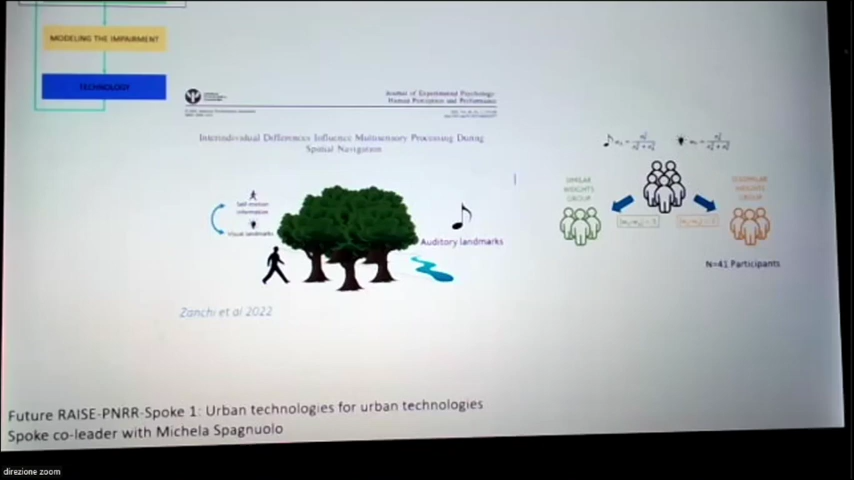 MODELING THE IMPAIRMENT
TECHNOLOGY
Journal of Experimental Psychology:
Human Perception and Performance
Interindividual Differences Influence Multisensory Processing During
Spatial Navigation
Self-motion
information
Visual landmarks
Auditory landmarks
SIMILAR
WEIGHTS
GROUP
DISSIMILAR
WEIGHTS
GROUP
N=41 Participants
Zanchi et al 2022
Future RAISE-PNRR-Spoke 1: Urban technologies for urban technologies
Spoke co-leader with Michela Spagnuolo
direzione zoom